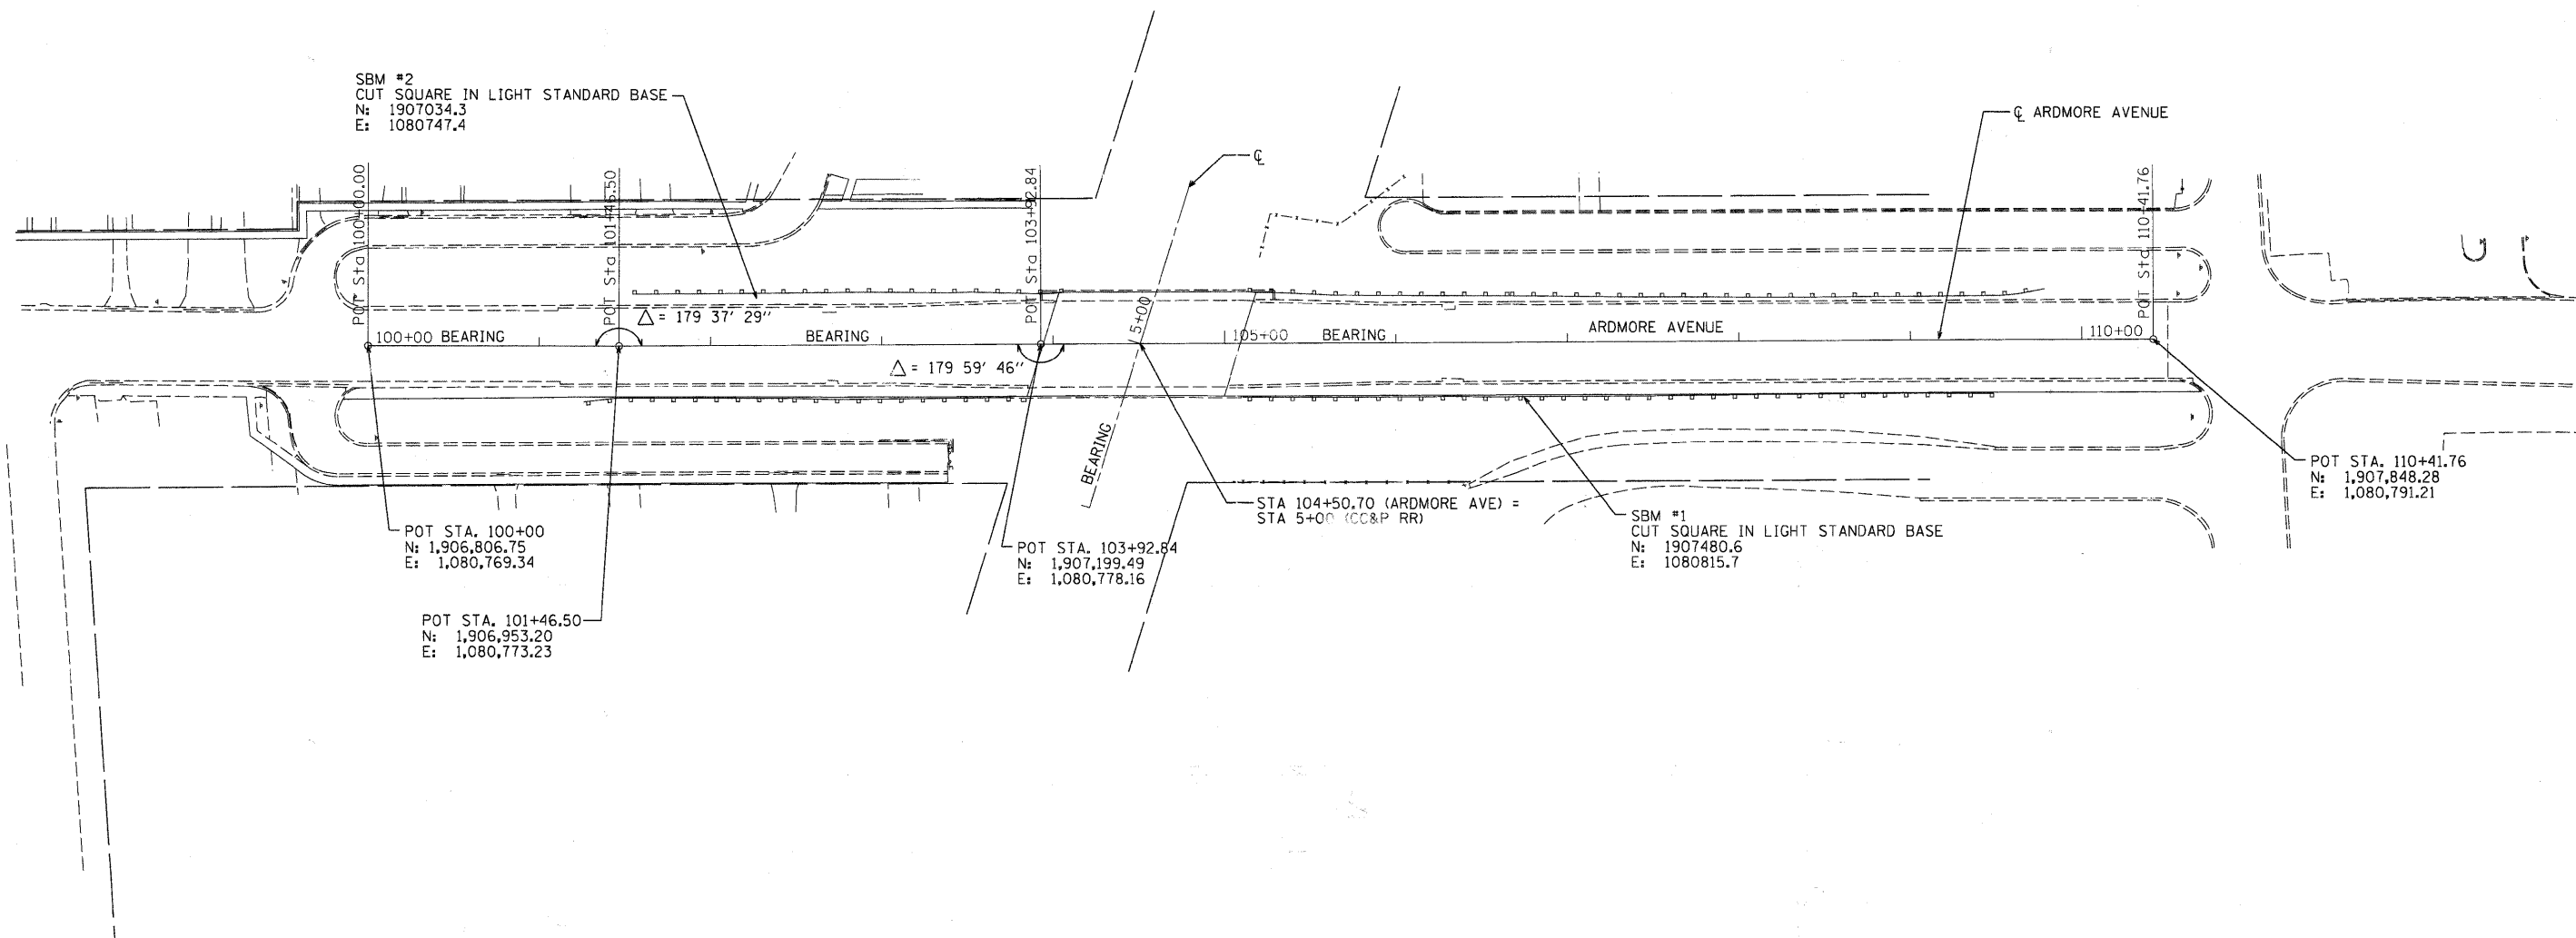 SBM #2
CUT SQUARE IN LIGHT STANDARD BASE
N: 1907034.3
E: 1080747.4
℄ ARDMORE AVENUE
℄
POT Sta 100+00.00
POT Sta 101+46.50
POT Sta 103+92.84
POT Sta 110+41.76
5+00
△ = 179 37' 29"
100+00 BEARING
BEARING
105+00 BEARING
ARDMORE AVENUE
110+00
△ = 179 59' 46"
BEARING
POT STA. 110+41.76
N: 1,907,848.28
E: 1,080,791.21
STA 104+50.70 (ARDMORE AVE) =
STA 5+00 (CC&P RR)
SBM #1
CUT SQUARE IN LIGHT STANDARD BASE
N: 1907480.6
E: 1080815.7
POT STA. 100+00
N: 1,906,806.75
E: 1,080,769.34
POT STA. 103+92.84
N: 1,907,199.49
E: 1,080,778.16
POT STA. 101+46.50
N: 1,906,953.20
E: 1,080,773.23